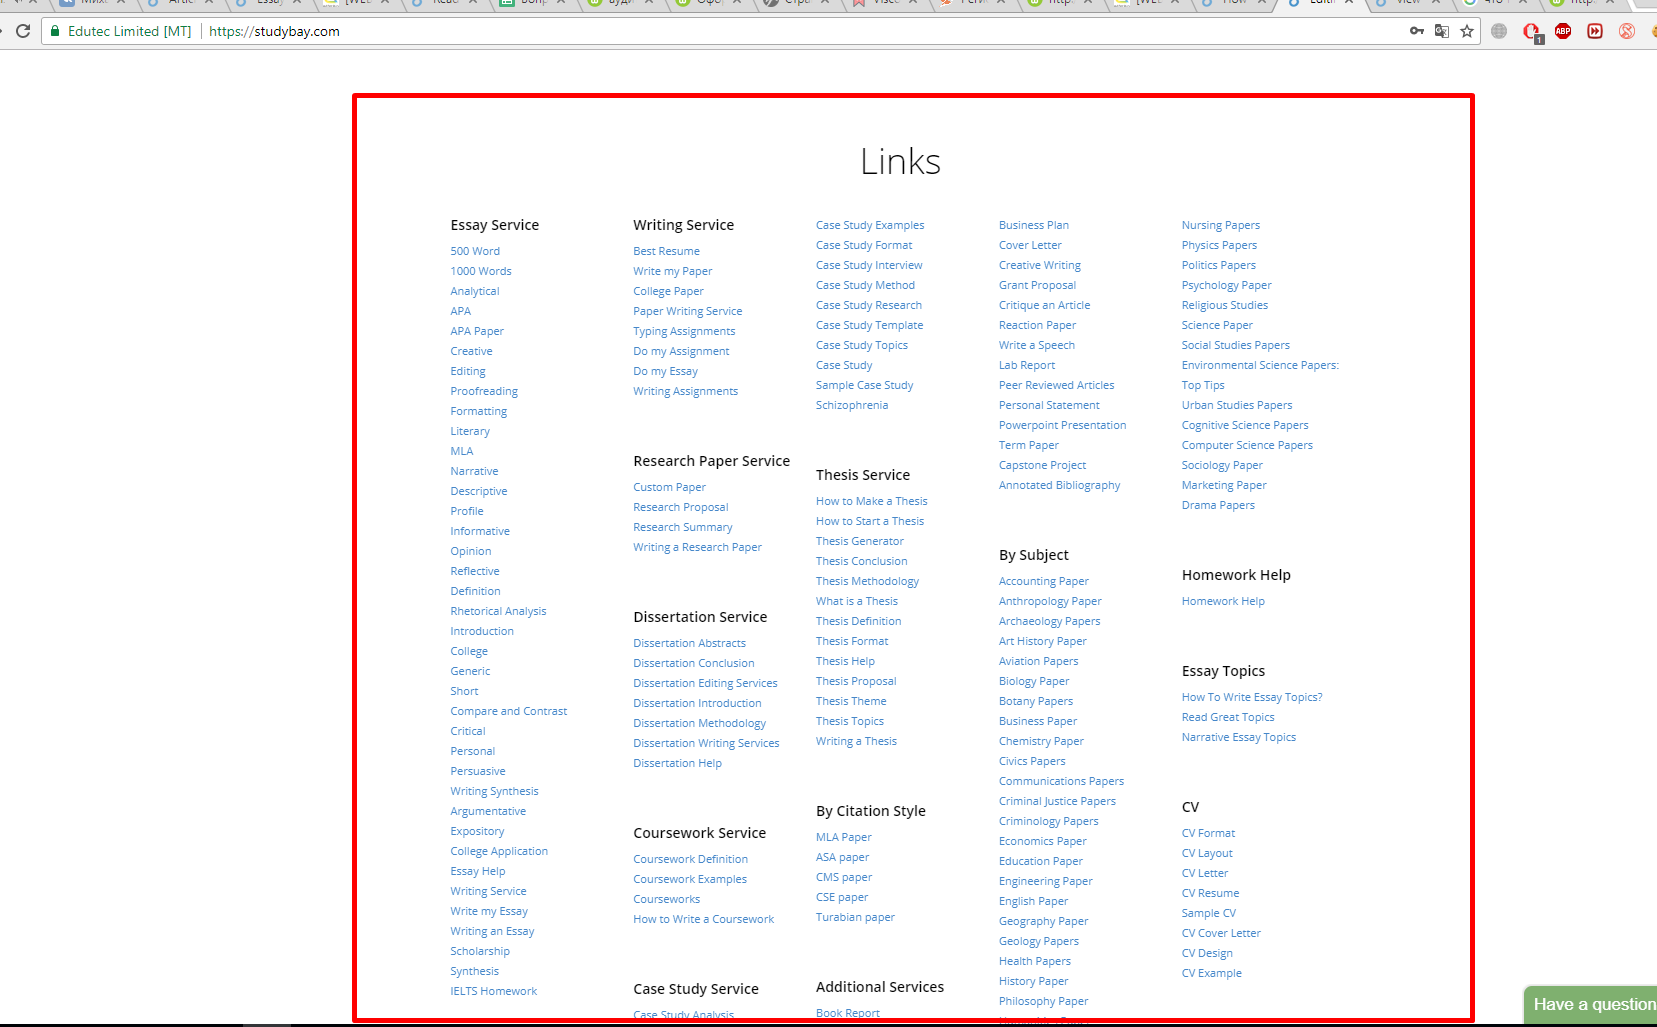 Edutec Limited [MT]
https://studybay.com
1
ABP
Links
Essay Service
500 Word
1000 Words
Analytical
APA
APA Paper
Creative
Editing
Proofreading
Formatting
Literary
MLA
Narrative
Descriptive
Profile
Informative
Opinion
Reflective
Definition
Rhetorical Analysis
Introduction
College
Generic
Short
Compare and Contrast
Critical
Personal
Persuasive
Writing Synthesis
Argumentative
Expository
College Application
Essay Help
Writing Service
Write my Essay
Writing an Essay
Scholarship
Synthesis
IELTS Homework
Writing Service
Best Resume
Write my Paper
College Paper
Paper Writing Service
Typing Assignments
Do my Assignment
Do my Essay
Writing Assignments
Research Paper Service
Custom Paper
Research Proposal
Research Summary
Writing a Research Paper
Dissertation Service
Dissertation Abstracts
Dissertation Conclusion
Dissertation Editing Services
Dissertation Introduction
Dissertation Methodology
Dissertation Writing Services
Dissertation Help
Coursework Service
Coursework Definition
Coursework Examples
Courseworks
How to Write a Coursework
Case Study Service
Case Study Analysis
Case Study Examples
Case Study Format
Case Study Interview
Case Study Method
Case Study Research
Case Study Template
Case Study Topics
Case Study
Sample Case Study
Schizophrenia
Thesis Service
How to Make a Thesis
How to Start a Thesis
Thesis Generator
Thesis Conclusion
Thesis Methodology
What is a Thesis
Thesis Definition
Thesis Format
Thesis Help
Thesis Proposal
Thesis Theme
Thesis Topics
Writing a Thesis
By Citation Style
MLA Paper
ASA paper
CMS paper
CSE paper
Turabian paper
Additional Services
Book Report
Business Plan
Cover Letter
Creative Writing
Grant Proposal
Critique an Article
Reaction Paper
Write a Speech
Lab Report
Peer Reviewed Articles
Personal Statement
Powerpoint Presentation
Term Paper
Capstone Project
Annotated Bibliography
By Subject
Accounting Paper
Anthropology Paper
Archaeology Papers
Art History Paper
Aviation Papers
Biology Paper
Botany Papers
Business Paper
Chemistry Paper
Civics Papers
Communications Papers
Criminal Justice Papers
Criminology Papers
Economics Paper
Education Paper
Engineering Paper
English Paper
Geography Paper
Geology Papers
Health Papers
History Paper
Philosophy Paper
Nursing Papers
Physics Papers
Politics Papers
Psychology Paper
Religious Studies
Science Paper
Social Studies Papers
Environmental Science Papers:
Top Tips
Urban Studies Papers
Cognitive Science Papers
Computer Science Papers
Sociology Paper
Marketing Paper
Drama Papers
Homework Help
Homework Help
Essay Topics
How To Write Essay Topics?
Read Great Topics
Narrative Essay Topics
CV
CV Format
CV Layout
CV Letter
CV Resume
Sample CV
CV Cover Letter
CV Design
CV Example
Have a question